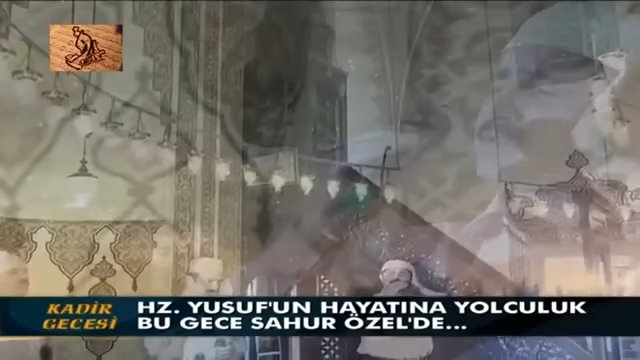 KADİR
GECESİ
HZ. YUSUF'UN HAYATINA YOLCULUK
BU GECE SAHUR ÖZEL'DE...